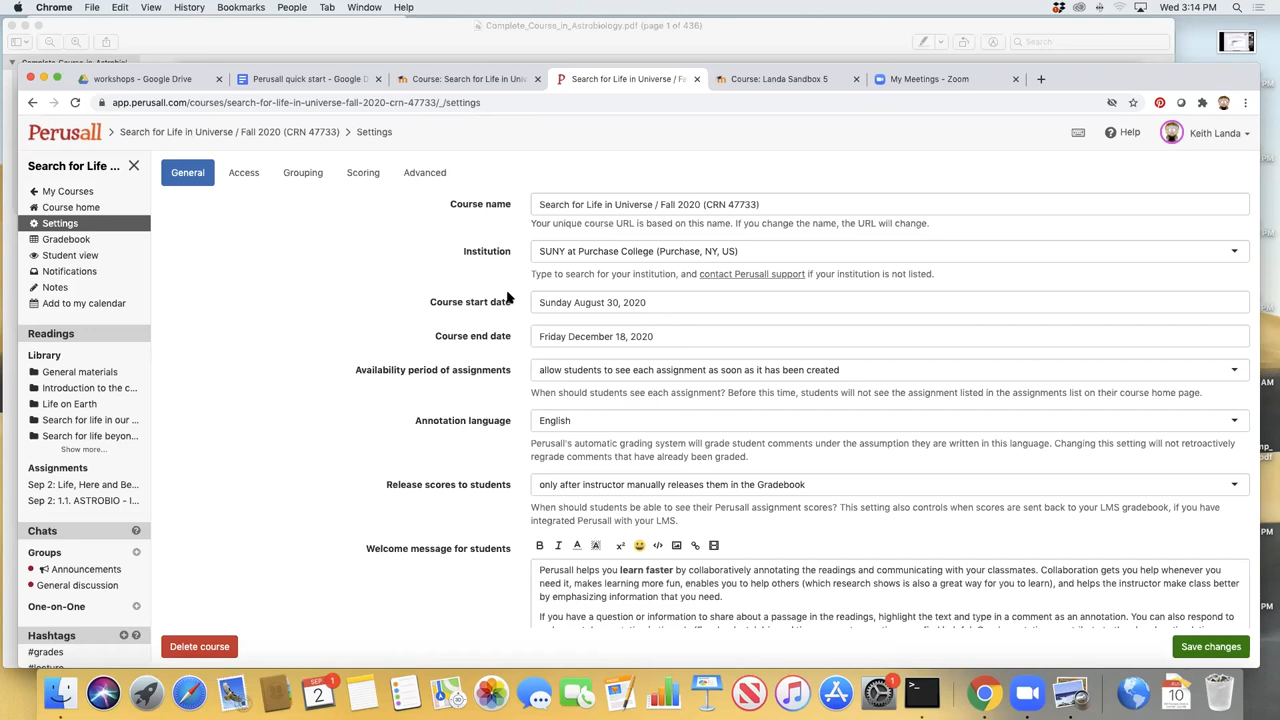 Chrome File Edit View History Bookmarks People Tab Window Help
Wed 3:14 PM
Complete_Course_in_Astrobiology.pdf (page 1 of 436)
Search
workshops - Google Drive
Perusall quick start - Google D
Course: Search for Life in Univ
Search for Life in Universe / Fa
Course: Landa Sandbox 5
My Meetings - Zoom
app.perusall.com/courses/search-for-life-in-universe-fall-2020-crn-47733/_/settings
Perusall
Search for Life in Universe / Fall 2020 (CRN 47733)
Settings
Help
Keith Landa
Search for Life ...
My Courses
Course home
Settings
Gradebook
Student view
Notifications
Notes
Add to my calendar
Readings
Library
General materials
Introduction to the c...
Life on Earth
Search for life in our ...
Search for life beyon...
Show more...
Assignments
Sep 2: Life, Here and Be...
Sep 2: 1.1. ASTROBIO - I...
Chats
Groups
Announcements
General discussion
One-on-One
Hashtags
#grades
#lecture
General
Access
Grouping
Scoring
Advanced
Course name
Search for Life in Universe / Fall 2020 (CRN 47733)
Your unique course URL is based on this name. If you change the name, the URL will change.
Institution
SUNY at Purchase College (Purchase, NY, US)
Type to search for your institution, and contact Perusall support if your institution is not listed.
Course start date
Sunday August 30, 2020
Course end date
Friday December 18, 2020
Availability period of assignments
allow students to see each assignment as soon as it has been created
When should students see each assignment? Before this time, students will not see the assignment listed in the assignments list on their course home page.
Annotation language
English
Perusall's automatic grading system will grade student comments under the assumption they are written in this language. Changing this setting will not retroactively
regrade comments that have already been graded.
Release scores to students
only after instructor manually releases them in the Gradebook
When should students be able to see their Perusall assignment scores? This setting also controls when scores are sent back to your LMS gradebook, if you have
integrated Perusall with your LMS.
Welcome message for students
Perusall helps you learn faster by collaboratively annotating the readings and communicating with your classmates. Collaboration gets you help whenever you
need it, makes learning more fun, enables you to help others (which research shows is also a great way for you to learn), and helps the instructor make class better
by emphasizing information that you need.
If you have a question or information to share about a passage in the readings, highlight the text and type in a comment as an annotation. You can also respond to
Delete course
Save changes
SEP
2
1
1
10